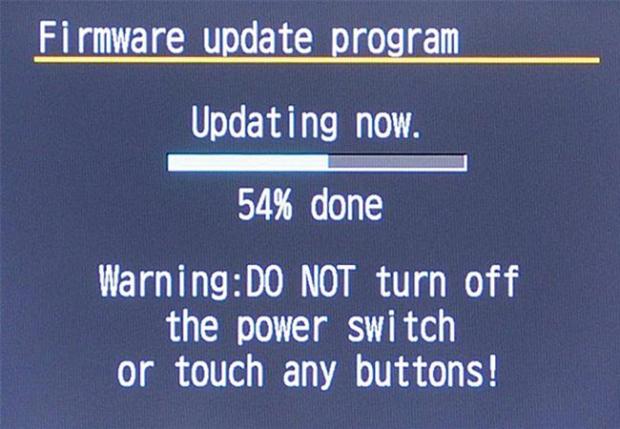 Firmware update program
Updating now.
54% done
Warning:DO NOT turn off
the power switch
or touch any buttons!